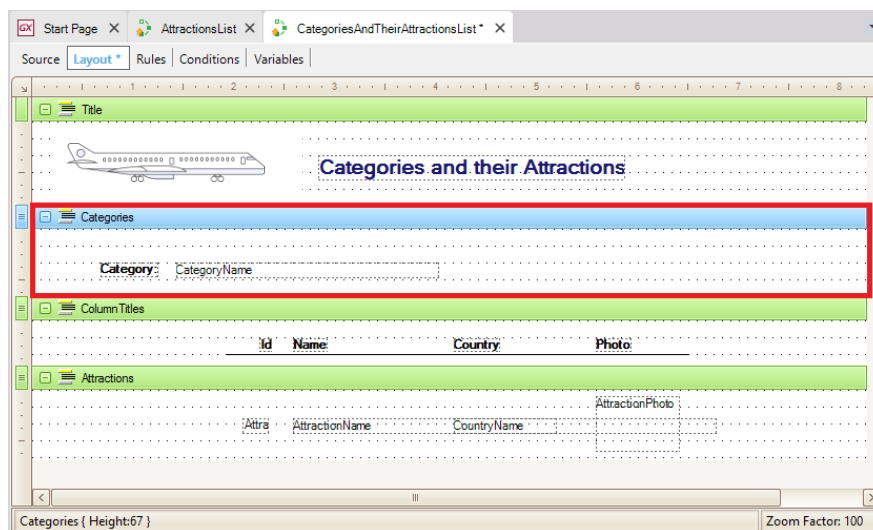 GX Start Page X AttractionsList X CategoriesAndTheirAttractionsList * X
Source Layout * Rules Conditions Variables
1 2 3 4 5 6 7 8
Title
Categories and their Attractions
Categories
Category: CategoryName
ColumnTitles
Id Name Country Photo
Attractions
AttractionPhoto
Attra AttractionName CountryName
Categories { Height:67 } Zoom Factor: 100